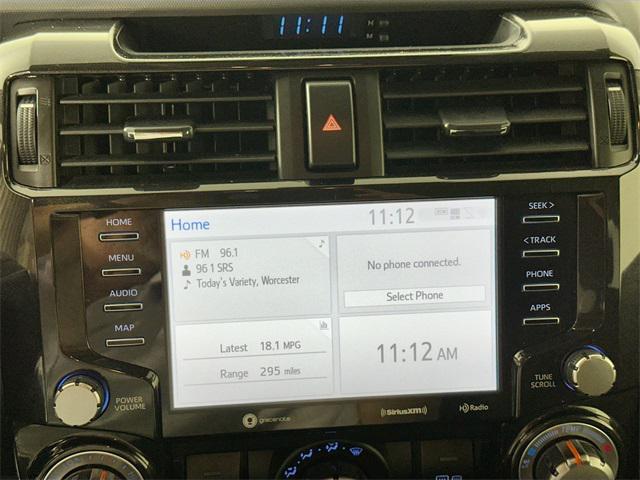 11:11
H
M
HOME
MENU
AUDIO
MAP
POWER
VOLUME
Home
11:12
FM 96.1
96.1 SRS
Today's Variety, Worcester
No phone connected.
Select Phone
Latest 18.1 MPG
Range 295 miles
11:12 AM
SEEK >
< TRACK
PHONE
APPS
TUNE
SCROLL
gracenote
SiriusXM
HD Radio
TEMP